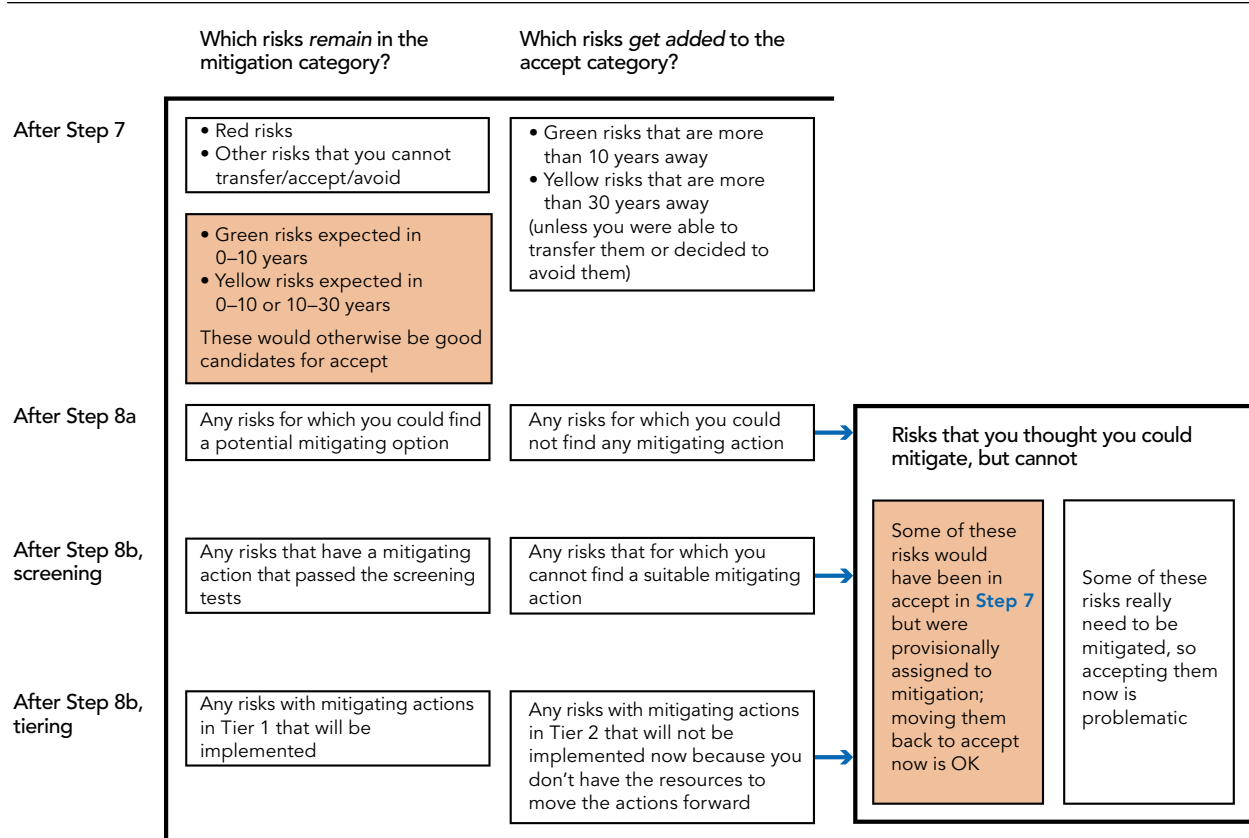 Which risks remain in the
mitigation category?
Which risks get added to the
accept category?
After Step 7
• Red risks
• Other risks that you cannot
transfer/accept/avoid
• Green risks expected in
0–10 years
• Yellow risks expected in
0–10 or 10–30 years
These would otherwise be good
candidates for accept
• Green risks that are more
than 10 years away
• Yellow risks that are more
than 30 years away
(unless you were able to
transfer them or decided to
avoid them)
After Step 8a
Any risks for which you could find
a potential mitigating option
Any risks for which you could
not find any mitigating action
After Step 8b,
screening
Any risks that have a mitigating
action that passed the screening
tests
Any risks that for which you
cannot find a suitable mitigating
action
After Step 8b,
tiering
Any risks with mitigating actions
in Tier 1 that will be
implemented
Any risks with mitigating actions
in Tier 2 that will not be
implemented now because you
don’t have the resources to
move the actions forward
Risks that you thought you could
mitigate, but cannot
Some of these
risks would
have been in
accept in Step 7
but were
provisionally
assigned to
mitigation;
moving them
back to accept
now is OK
Some of these
risks really
need to be
mitigated, so
accepting them
now is
problematic